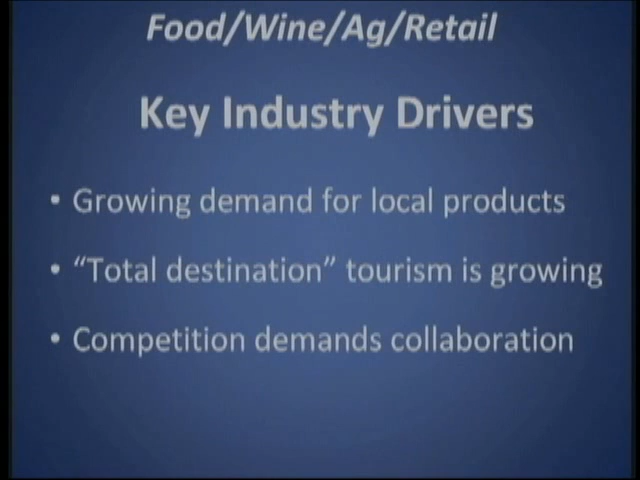 Food/Wine/Ag/Retail
Key Industry Drivers
• Growing demand for local products
• “Total destination” tourism is growing
• Competition demands collaboration